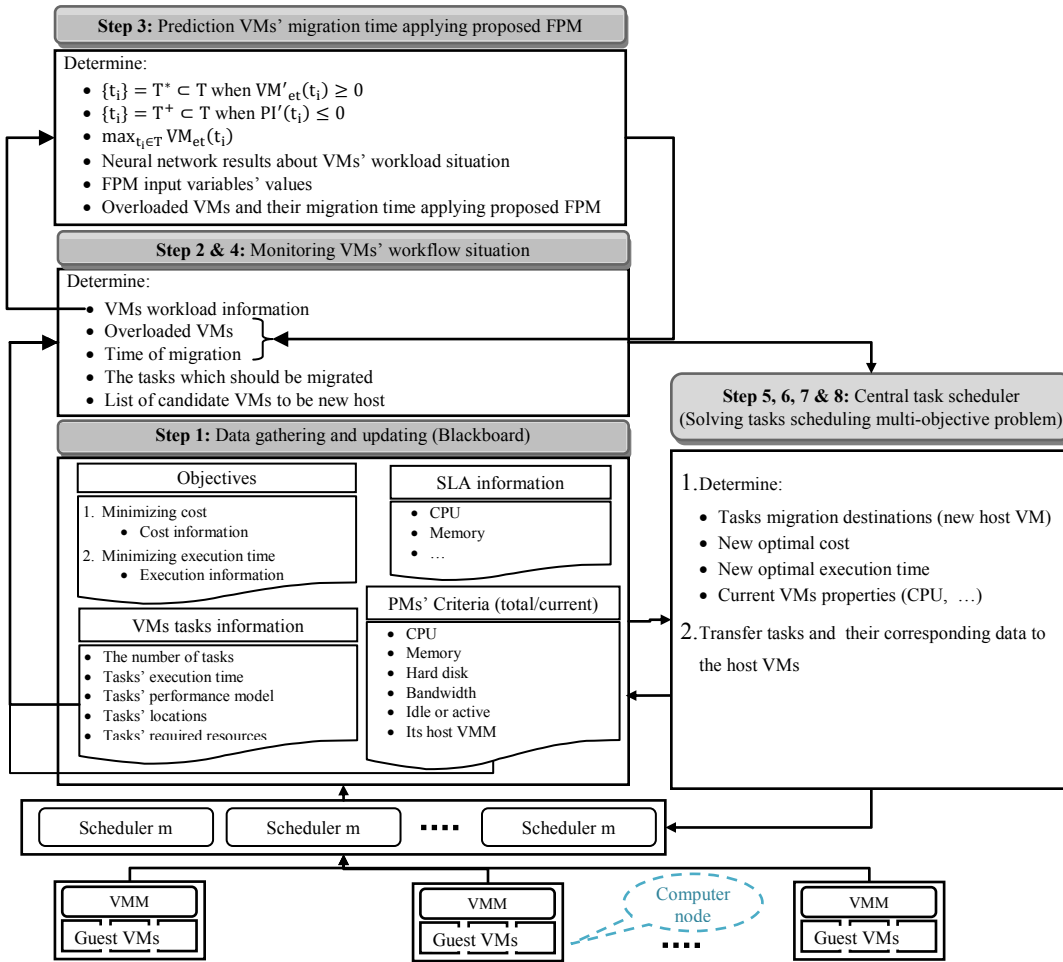 Step 3: Prediction VMs' migration time applying proposed FPM
Determine:
• {tᵢ} = T* ⊂ T when VM′ₑₜ(tᵢ) ≥ 0
• {tᵢ} = T⁺ ⊂ T when PI′(tᵢ) ≤ 0
• max_{tᵢ∈T} VMₑₜ(tᵢ)
• Neural network results about VMs' workload situation
• FPM input variables' values
• Overloaded VMs and their migration time applying proposed FPM
Step 2 & 4: Monitoring VMs' workflow situation
Determine:
• VMs workload information
• Overloaded VMs
• Time of migration
• The tasks which should be migrated
• List of candidate VMs to be new host
Step 1: Data gathering and updating (Blackboard)
Objectives
1. Minimizing cost
• Cost information
2. Minimizing execution time
• Execution information
SLA information
• CPU
• Memory
• …
VMs tasks information
• The number of tasks
• Tasks' execution time
• Tasks' performance model
• Tasks' locations
• Tasks' required resources
PMs' Criteria (total/current)
• CPU
• Memory
• Hard disk
• Bandwidth
• Idle or active
• Its host VMM
Step 5, 6, 7 & 8: Central task scheduler
(Solving tasks scheduling multi-objective problem)
1. Determine:
• Tasks migration destinations (new host VM)
• New optimal cost
• New optimal execution time
• Current VMs properties (CPU, …)
2. Transfer tasks and their corresponding data to
the host VMs
Scheduler m
Scheduler m
Scheduler m
VMM
Guest VMs
VMM
Guest VMs
Computer
node
VMM
Guest VMs